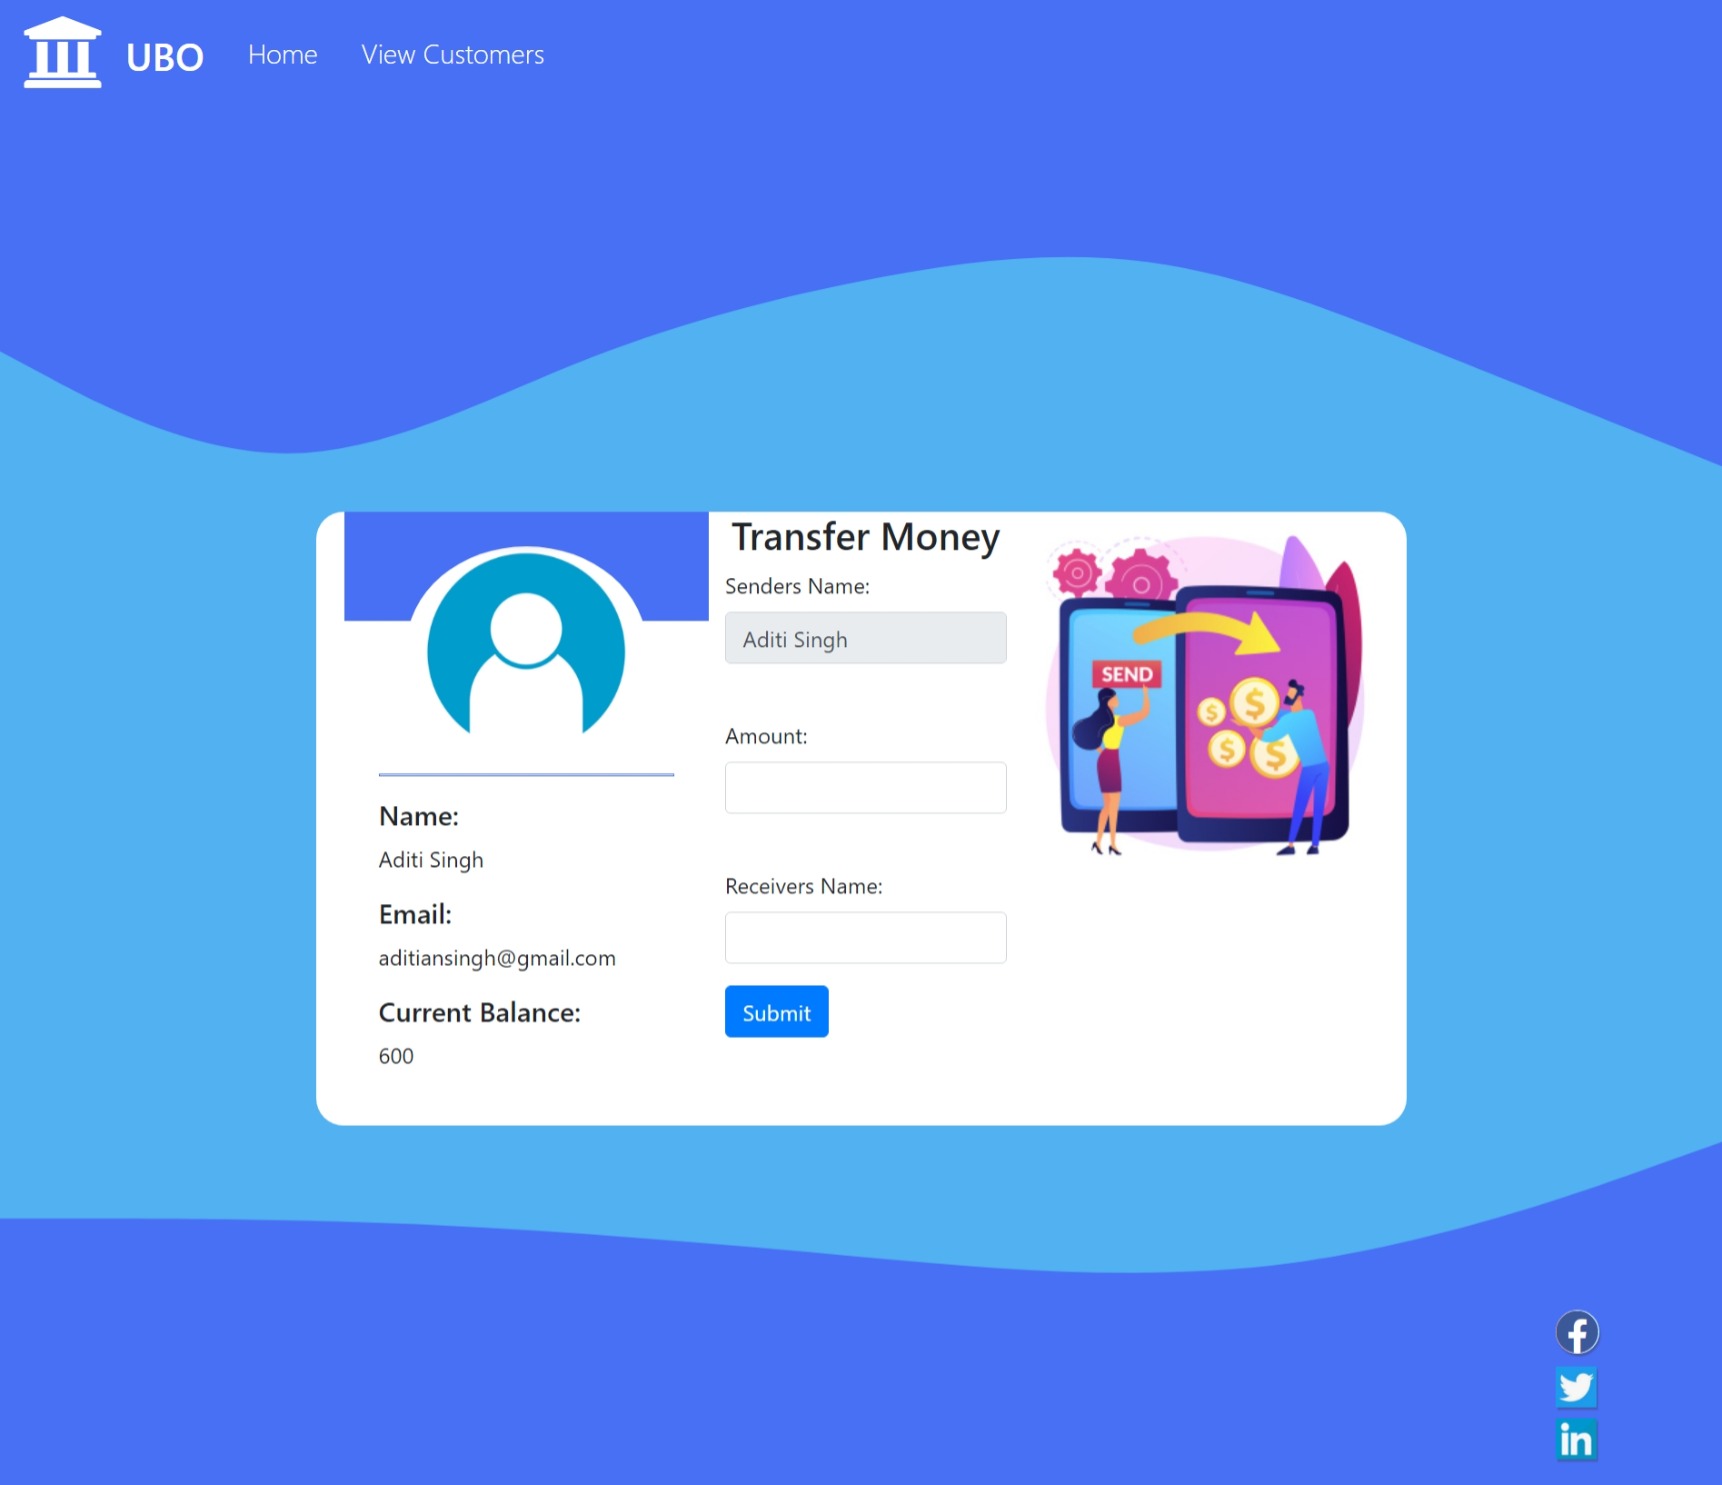 UBO
Home
View Customers
Name:
Aditi Singh
Email:
aditiansingh@gmail.com
Current Balance:
600
Transfer Money
Senders Name:
Aditi Singh
Amount:
Receivers Name:
Submit
SEND
$
$
$
$
f
in